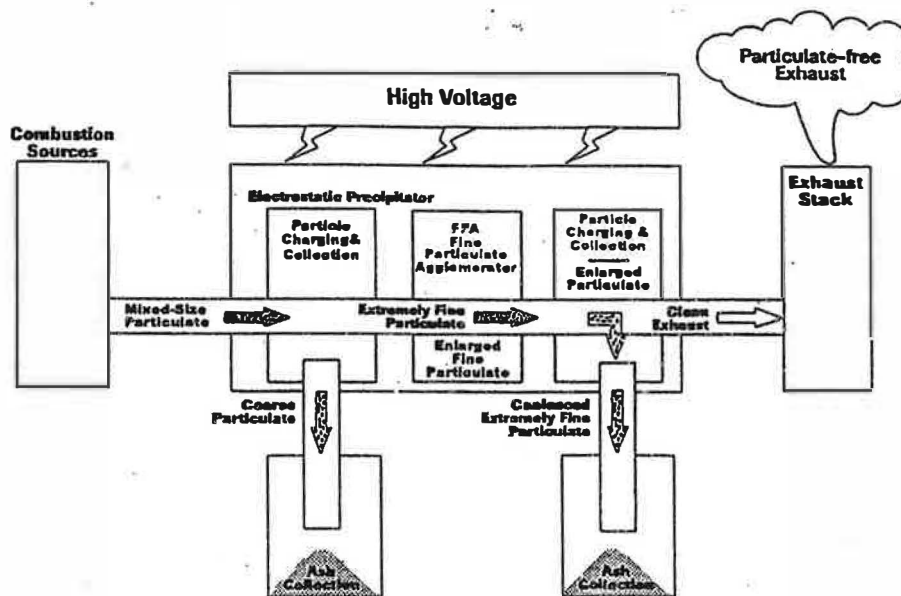 Particulate-free
Exhaust
High Voltage
Combustion
Sources
Exhaust
Stack
Electrostatic Precipitator
Particle
Charging&
Collection
FPA
Fine
Particulate
Agglomerator
Particle
Charging &
Collection
Enlarged
Particulate
Mixed-Size
Particulate
Extremely Fine
Particulate
Clean
Exhaust
Enlarged
Fine
Particulate
Coarse
Particulate
Coalesced
Extremely Fine
Particulate
Ash
Collection
Ash
Collection